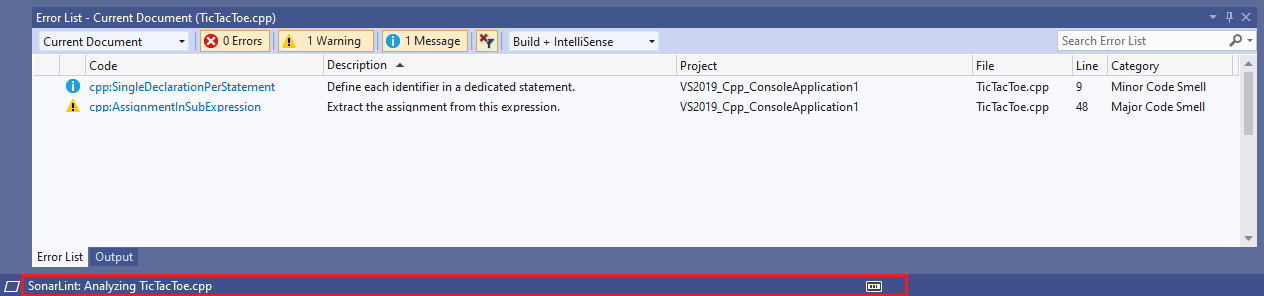 Error List - Current Document (TicTacToe.cpp)
Current Document 0 Errors 1 Warning 1 Message Build + IntelliSense Search Error List
Code Description Project File Line Category
cpp:SingleDeclarationPerStatement Define each identifier in a dedicated statement. VS2019_Cpp_ConsoleApplication1 TicTacToe.cpp 9 Minor Code Smell
cpp:AssignmentInSubExpression Extract the assignment from this expression. VS2019_Cpp_ConsoleApplication1 TicTacToe.cpp 48 Major Code Smell
Error List Output
SonarLint: Analyzing TicTacToe.cpp